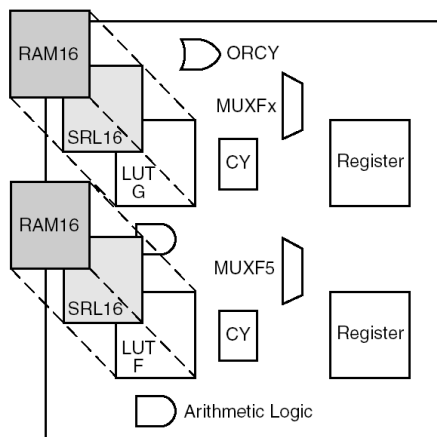 RAM16
ORCY
MUXFx
SRL16
LUT
G
CY
Register
RAM16
MUXF5
SRL16
LUT
F
CY
Register
Arithmetic Logic